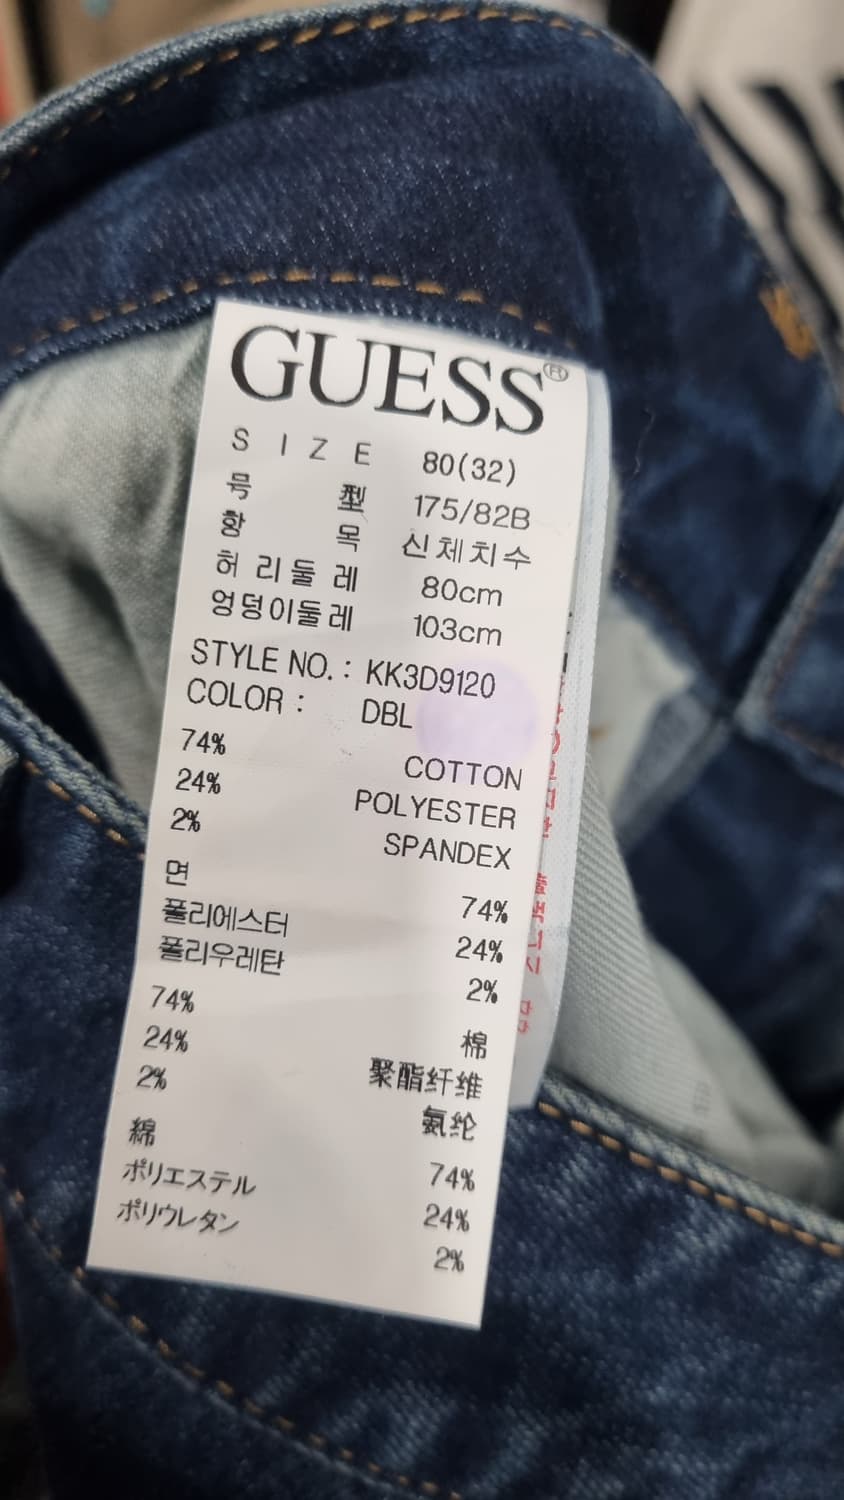 GUESS®
SIZE 80(32)
号型 175/82B
항목 신체치수
허리둘레 80cm
엉덩이둘레 103cm
STYLE NO.: KK3D9120
COLOR: DBL
74% COTTON
24% POLYESTER
2% SPANDEX
면 74%
폴리에스터 24%
폴리우레탄 2%
74% 棉
24% 聚酯纤维
2% 氨纶
綿 74%
ポリエステル 24%
ポリウレタン 2%